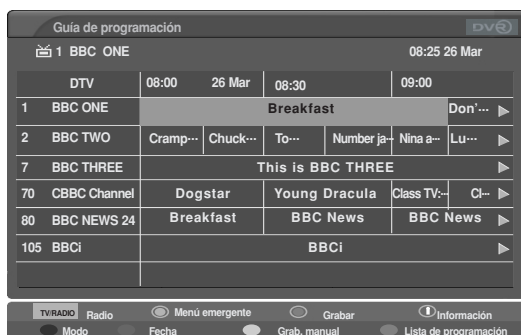 Guía de programación DVR
1 BBC ONE 08:25 26 Mar
DTV 08:00 26 Mar 08:30 09:00
1 BBC ONE Breakfast Don'···
2 BBC TWO Cramp··· Chuck··· To··· Number ja··· Nina a··· Lu···
7 BBC THREE This is BBC THREE
70 CBBC Channel Dogstar Young Dracula Class TV:··· Cl···
80 BBC NEWS 24 Breakfast BBC News BBC News
105 BBCi BBCi
TV/RADIO Radio Menú emergente Grabar Información
Modo Fecha Grab. manual Lista de programación